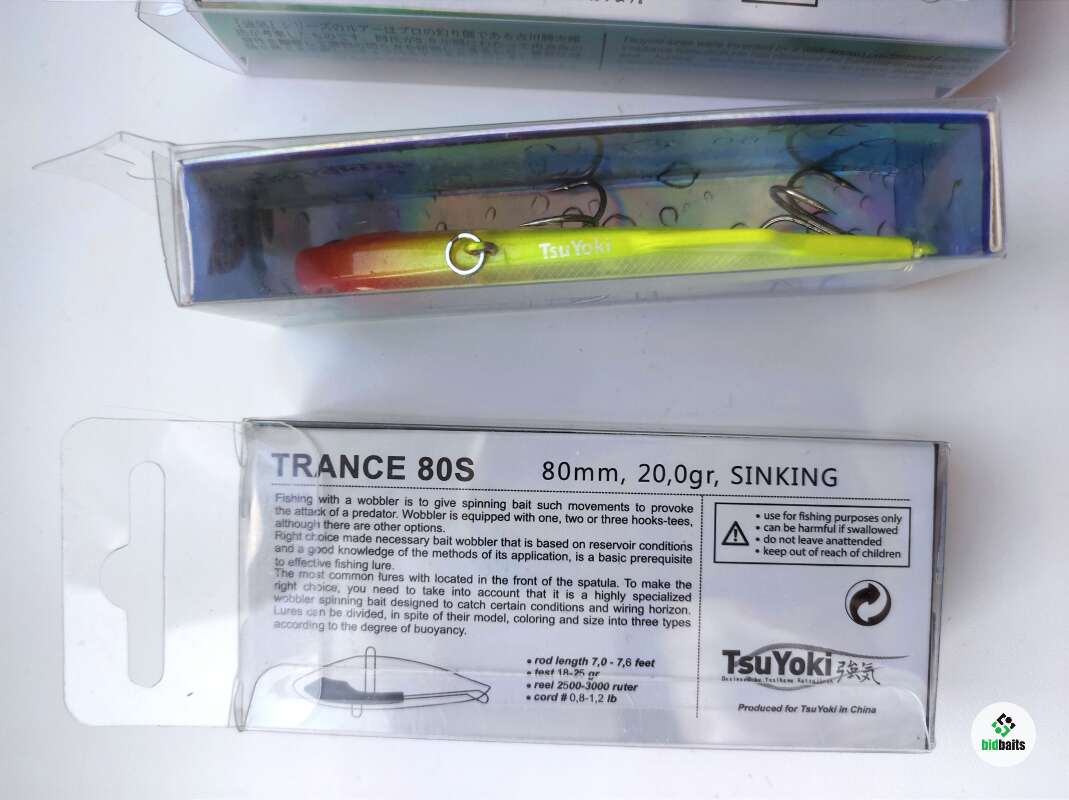 TsuYoki
TRANCE 80S
80mm, 20,0gr, SINKING
Fishing with a wobbler is to give spinning bait such movements to provoke
the attack of a predator. Wobbler is equipped with one, two or three hooks-tees,
although there are other options.
Right choice made necessary bait wobbler that is based on reservoir conditions
and a good knowledge of the methods of its application, is a basic prerequisite
to effective fishing lure.
The most common lures with located in the front of the spatula. To make the
right choice, you need to take into account that it is a highly specialized
wobbler spinning bait designed to catch certain conditions and wiring horizon.
Lures can be divided, in spite of their model, coloring and size into three types
according to the degree of buoyancy.
• rod length 7,0 - 7,6 feet
• test 18-25 gr
• reel 2500-3000 ruter
• cord # 0,8-1,2 lb
• use for fishing purposes only
• can be harmful if swallowed
• do not leave anattended
• keep out of reach of children
TsuYoki 強気
Produced for TsuYoki in China
bidbaits